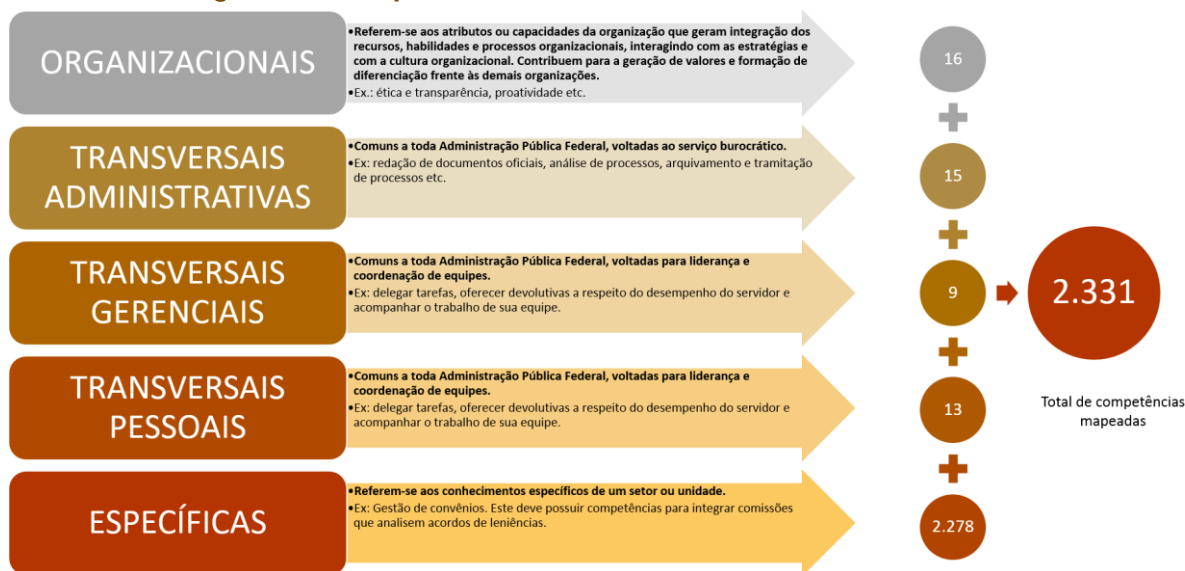 ORGANIZACIONAIS
•Referem-se aos atributos ou capacidades da organização que geram integração dos
recursos, habilidades e processos organizacionais, interagindo com as estratégias e
com a cultura organizacional. Contribuem para a geração de valores e formação de
diferenciação frente às demais organizações.
•Ex.: ética e transparência, proatividade etc.
16
TRANSVERSAIS
ADMINISTRATIVAS
•Comuns a toda Administração Pública Federal, voltadas ao serviço burocrático.
•Ex: redação de documentos oficiais, análise de processos, arquivamento e tramitação
de processos etc.
15
TRANSVERSAIS
GERENCIAIS
•Comuns a toda Administração Pública Federal, voltadas para liderança e
coordenação de equipes.
•Ex: delegar tarefas, oferecer devolutivas a respeito do desempenho do servidor e
acompanhar o trabalho de sua equipe.
9
2.331
Total de competências
mapeadas
TRANSVERSAIS
PESSOAIS
•Comuns a toda Administração Pública Federal, voltadas para liderança e
coordenação de equipes.
•Ex: delegar tarefas, oferecer devolutivas a respeito do desempenho do servidor e
acompanhar o trabalho de sua equipe.
13
ESPECÍFICAS
•Referem-se aos conhecimentos específicos de um setor ou unidade.
•Ex: Gestão de convênios. Este deve possuir competências para integrar comissões
que analisem acordos de leniências.
2.278